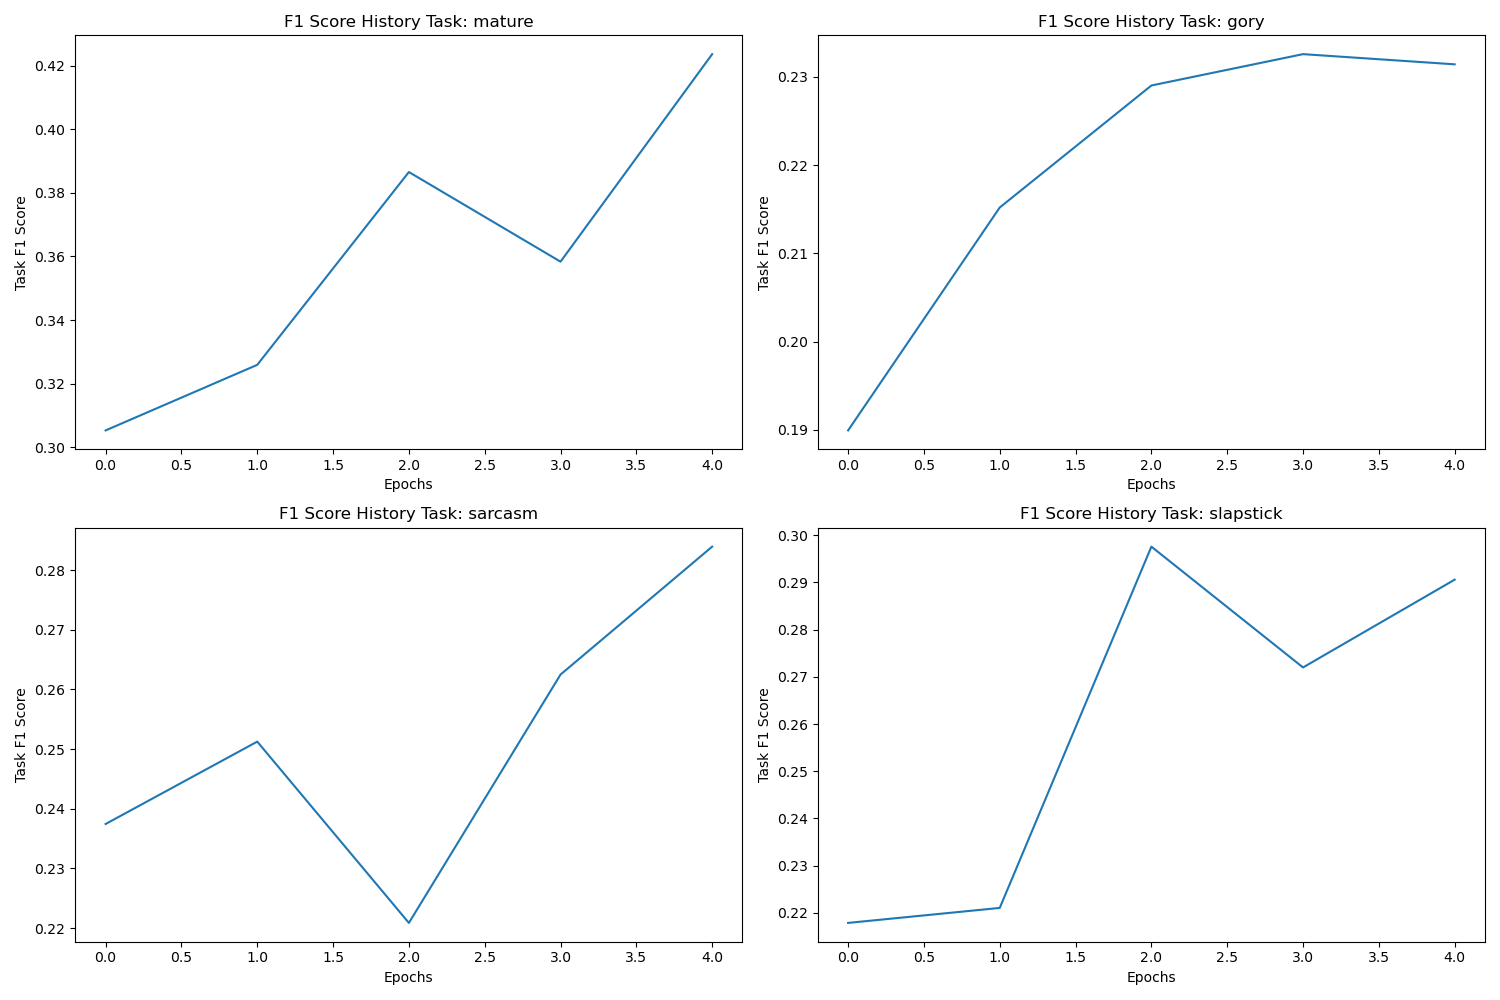 F1 Score History Task: mature
Task F1 Score
0.42
0.40
0.38
0.36
0.34
0.32
0.30
0.0 0.5 1.0 1.5 2.0 2.5 3.0 3.5 4.0
Epochs
F1 Score History Task: gory
Task F1 Score
0.23
0.22
0.21
0.20
0.19
0.0 0.5 1.0 1.5 2.0 2.5 3.0 3.5 4.0
Epochs
F1 Score History Task: sarcasm
Task F1 Score
0.28
0.27
0.26
0.25
0.24
0.23
0.22
0.0 0.5 1.0 1.5 2.0 2.5 3.0 3.5 4.0
Epochs
F1 Score History Task: slapstick
Task F1 Score
0.30
0.29
0.28
0.27
0.26
0.25
0.24
0.23
0.22
0.0 0.5 1.0 1.5 2.0 2.5 3.0 3.5 4.0
Epochs